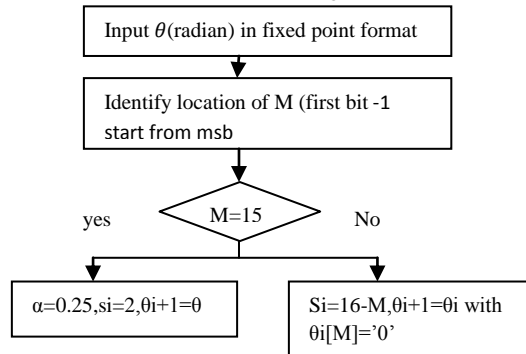 Input θ(radian) in fixed point format
Identify location of M (first bit -1
start from msb
M=15
yes
No
α=0.25,si=2,θi+1=θ
Si=16-M,θi+1=θi with
θi[M]=’0’